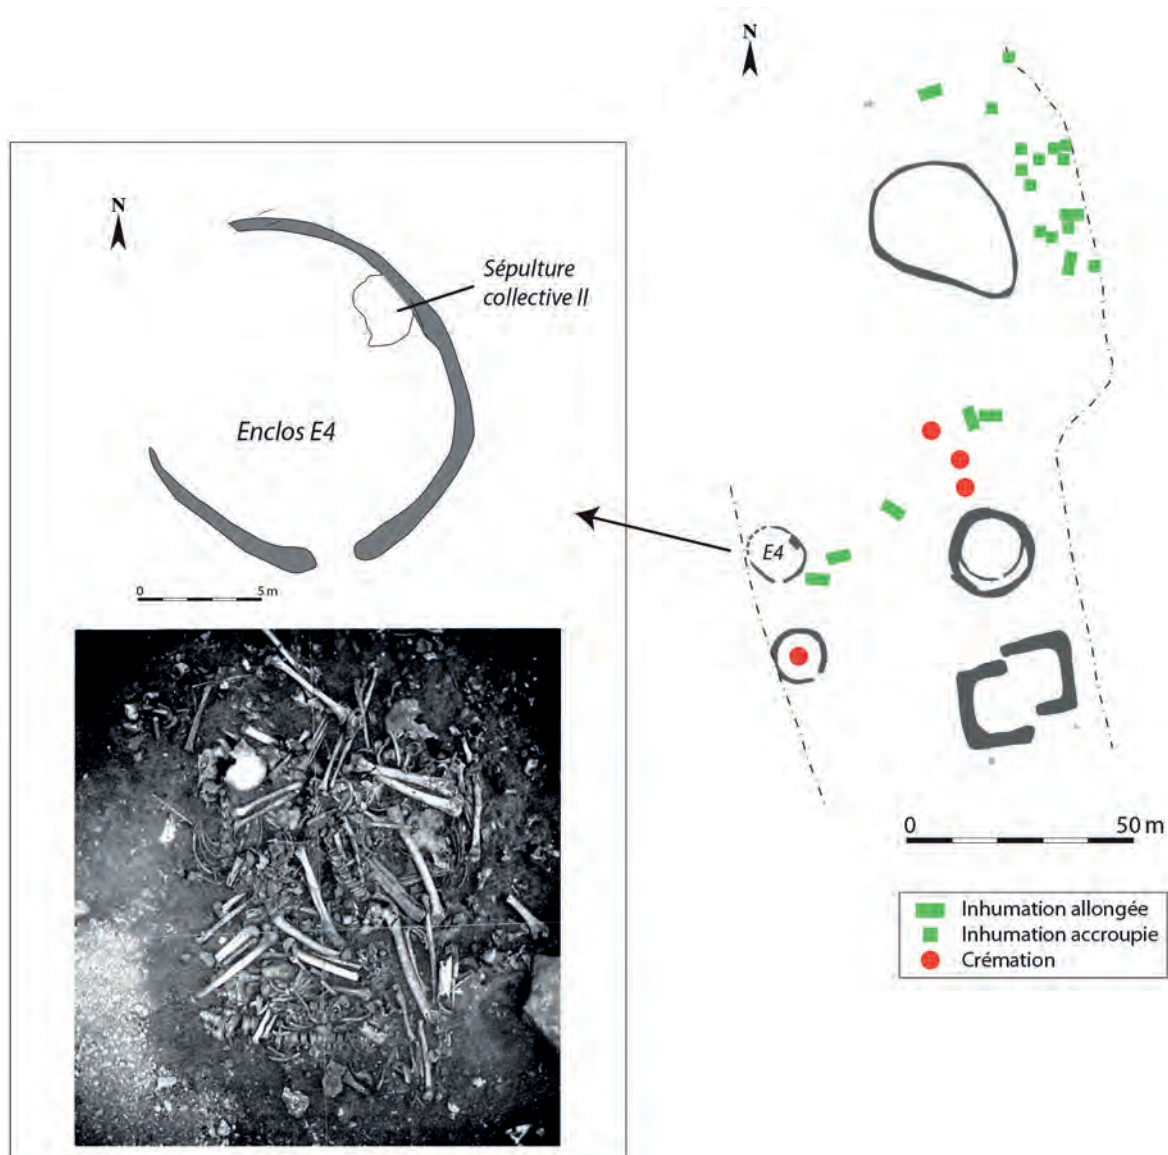 N
Sépulture
collective II
Enclos E4
0 5 m
N
E4
0 50 m
Inhumation allongée
Inhumation accroupie
Crémation